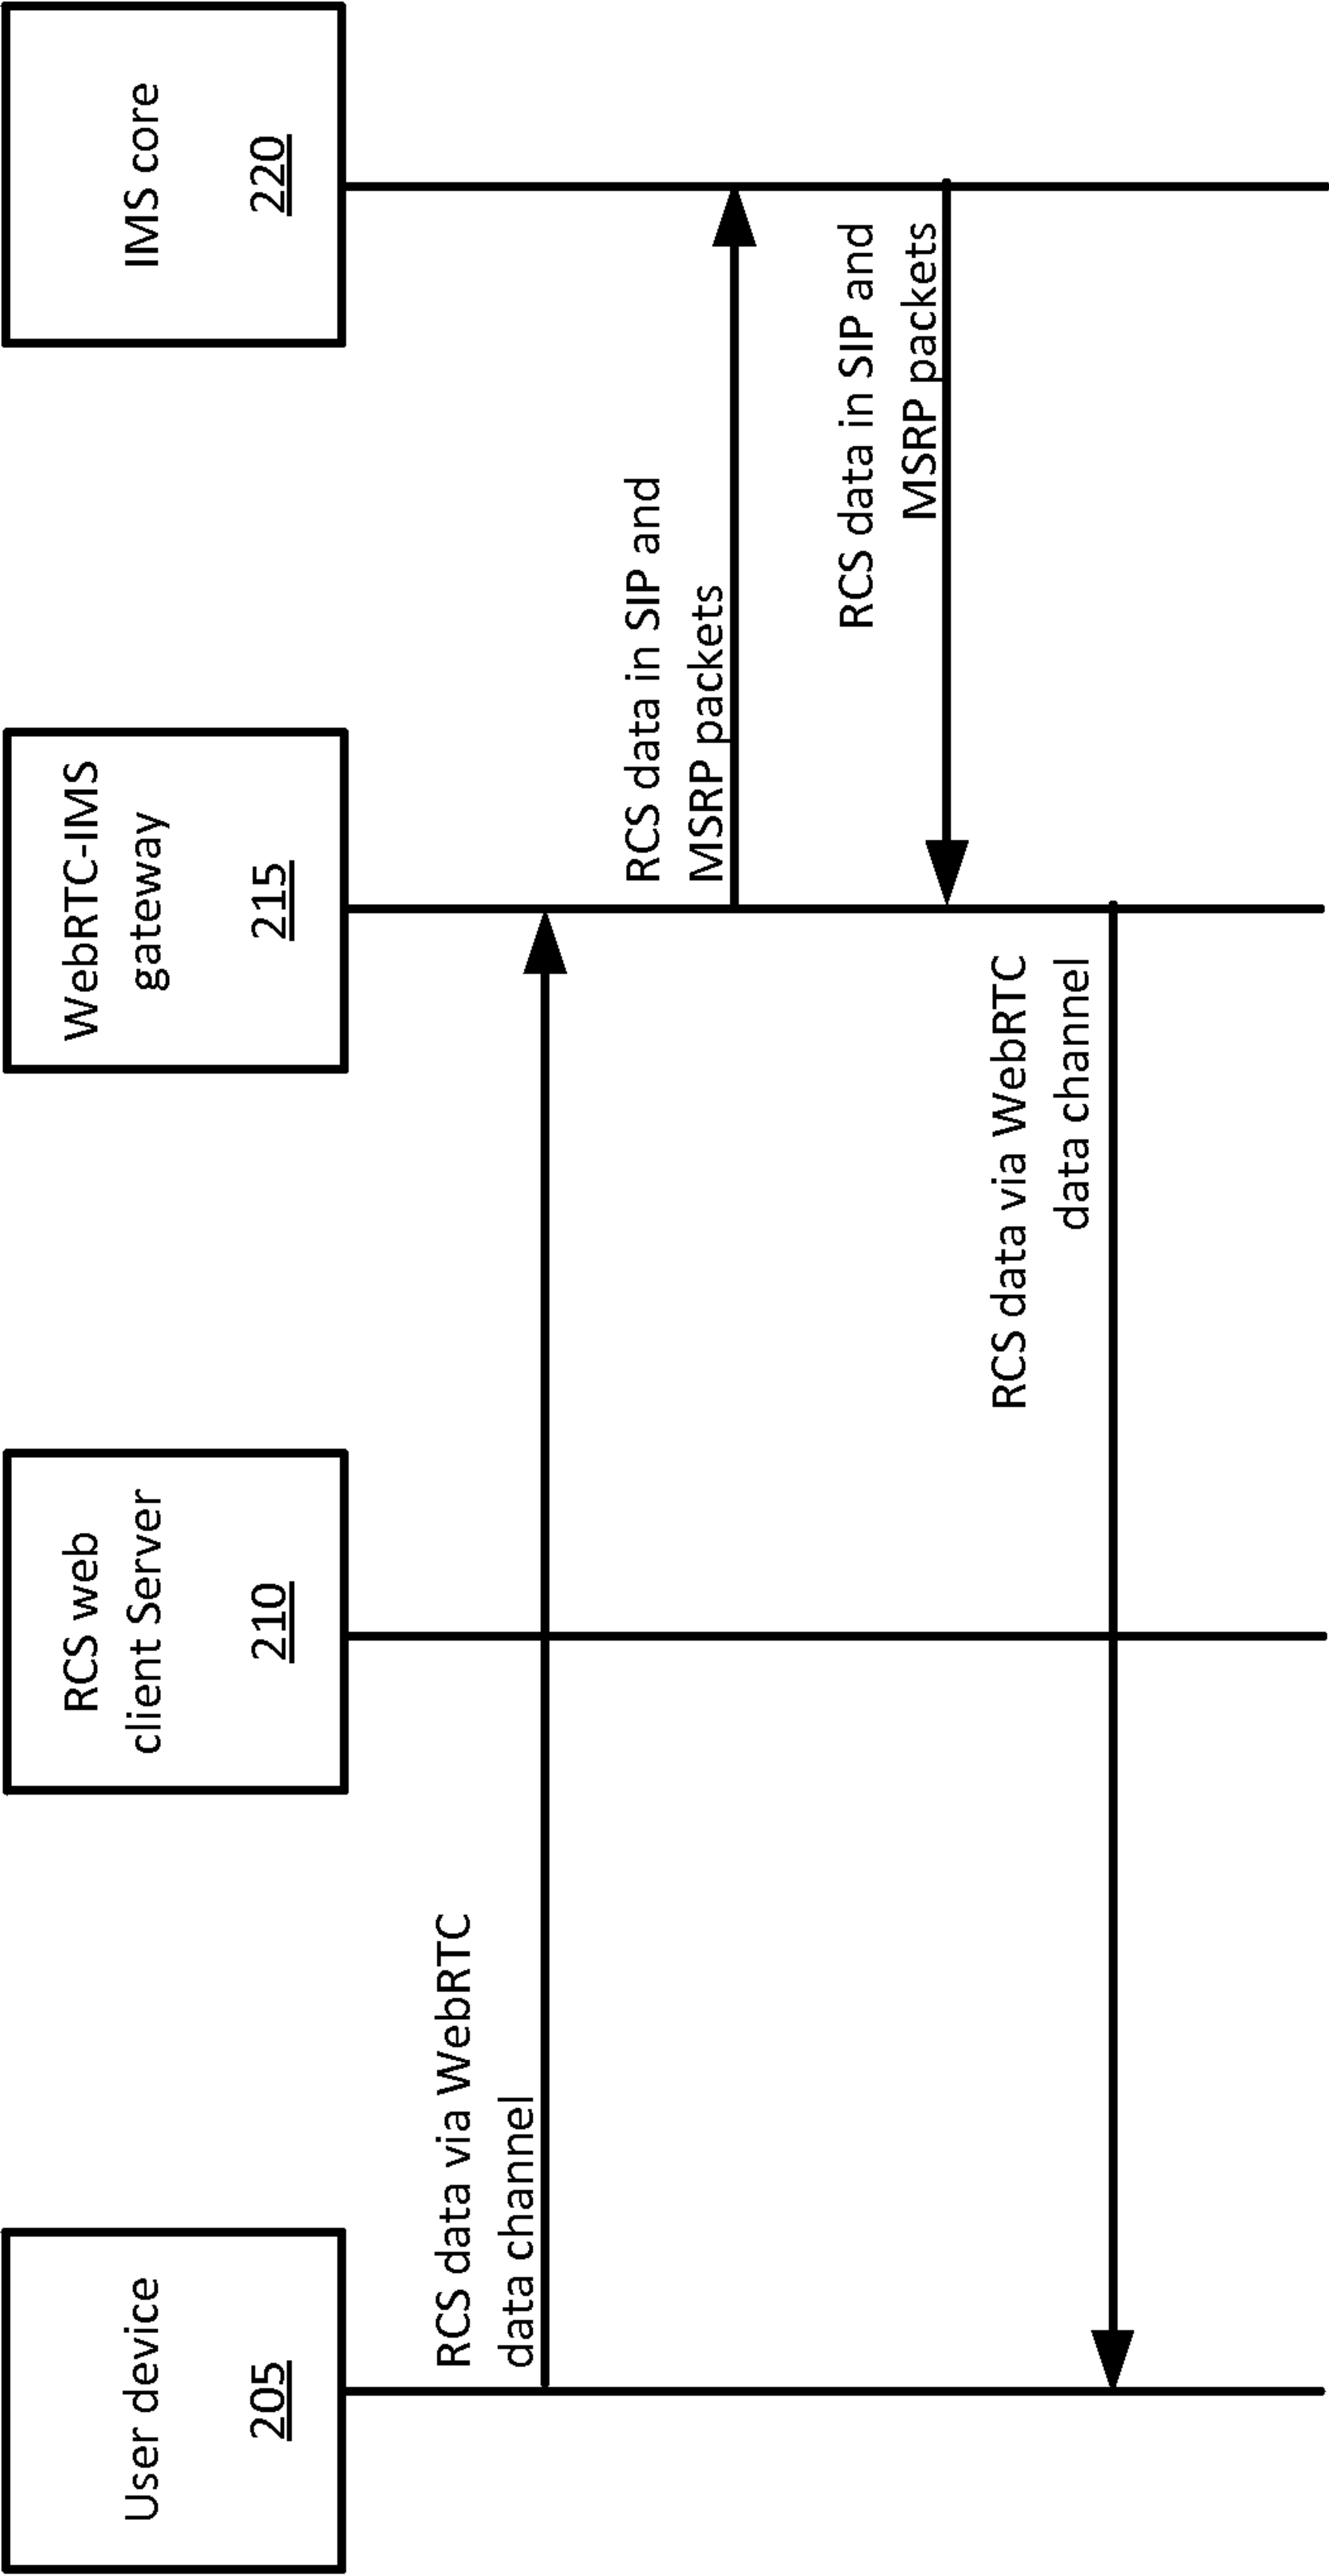 User device
205
RCS web
client Server
210
WebRTC-IMS
gateway
215
IMS core
220
RCS data via WebRTC
data channel
RCS data in SIP and
MSRP packets
RCS data in SIP and
MSRP packets
RCS data via WebRTC
data channel